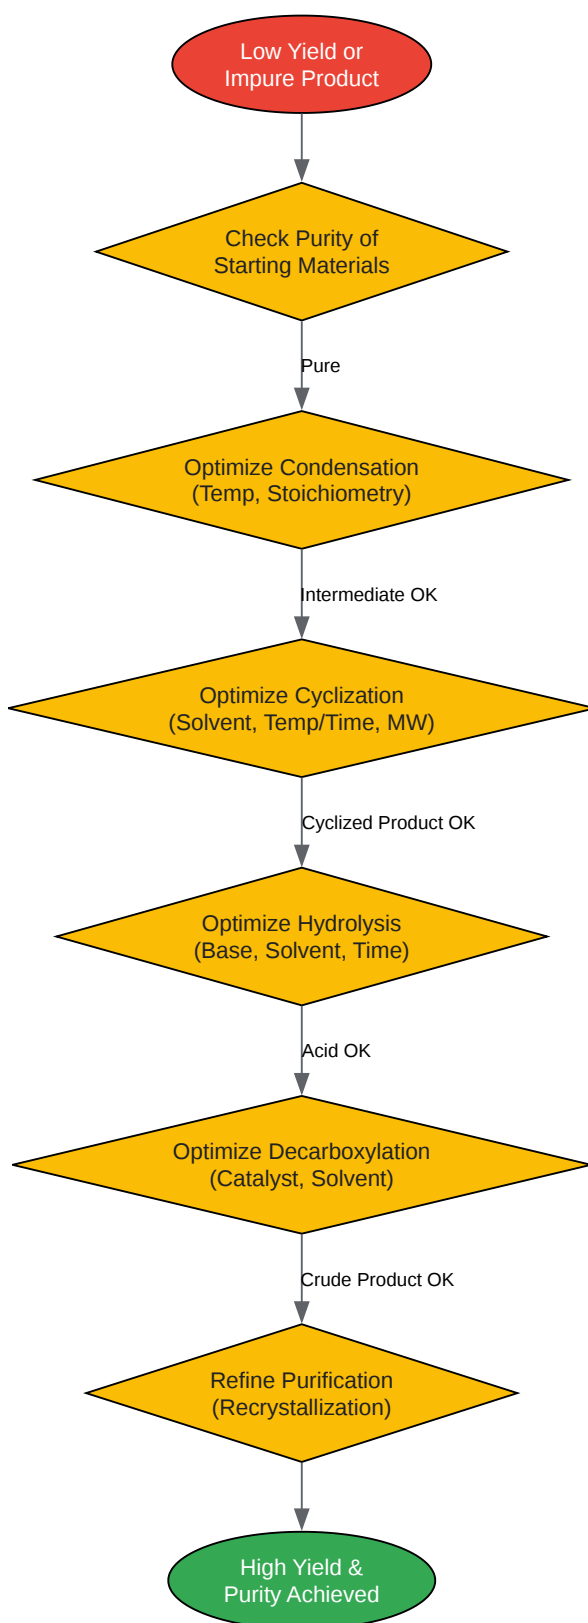 Low Yield or
Impure Product
Check Purity of
Starting Materials
Pure
Optimize Condensation
(Temp, Stoichiometry)
Intermediate OK
Optimize Cyclization
(Solvent, Temp/Time, MW)
Cyclized Product OK
Optimize Hydrolysis
(Base, Solvent, Time)
Acid OK
Optimize Decarboxylation
(Catalyst, Solvent)
Crude Product OK
Refine Purification
(Recrystallization)
High Yield &
Purity Achieved